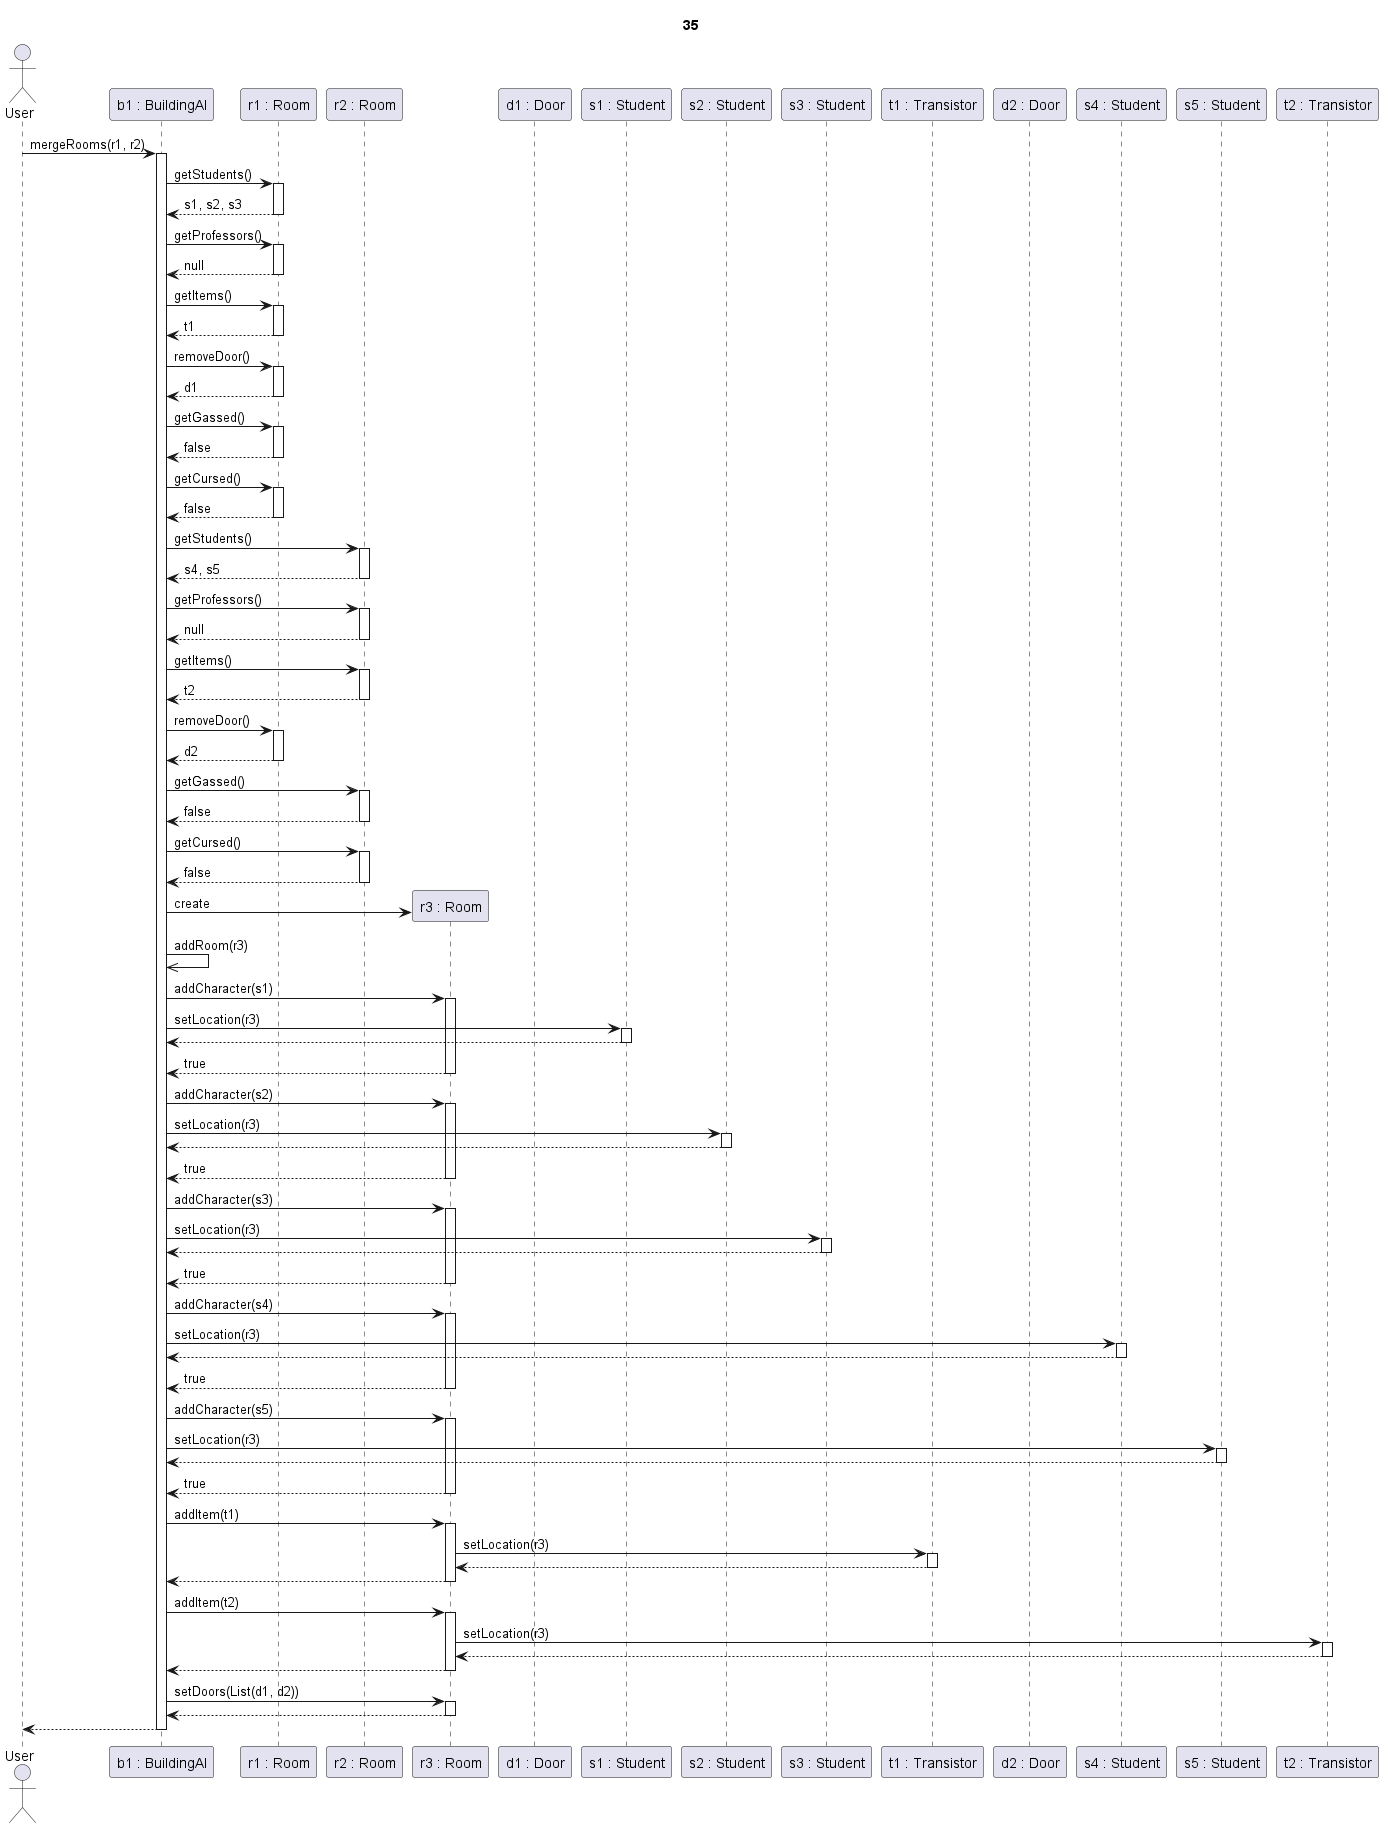 35
User
b1 : BuildingAI
r1 : Room
r2 : Room
d1 : Door
s1 : Student
s2 : Student
s3 : Student
t1 : Transistor
d2 : Door
s4 : Student
s5 : Student
t2 : Transistor
mergeRooms(r1, r2)
getStudents()
s1, s2, s3
getProfessors()
null
getItems()
t1
removeDoor()
d1
getGassed()
false
getCursed()
false
getStudents()
s4, s5
getProfessors()
null
getItems()
t2
removeDoor()
d2
getGassed()
false
getCursed()
false
create
r3 : Room
addRoom(r3)
addCharacter(s1)
setLocation(r3)
true
addCharacter(s2)
setLocation(r3)
true
addCharacter(s3)
setLocation(r3)
true
addCharacter(s4)
setLocation(r3)
true
addCharacter(s5)
setLocation(r3)
true
addItem(t1)
setLocation(r3)
addItem(t2)
setLocation(r3)
setDoors(List(d1, d2))
User
b1 : BuildingAI
r1 : Room
r2 : Room
r3 : Room
d1 : Door
s1 : Student
s2 : Student
s3 : Student
t1 : Transistor
d2 : Door
s4 : Student
s5 : Student
t2 : Transistor